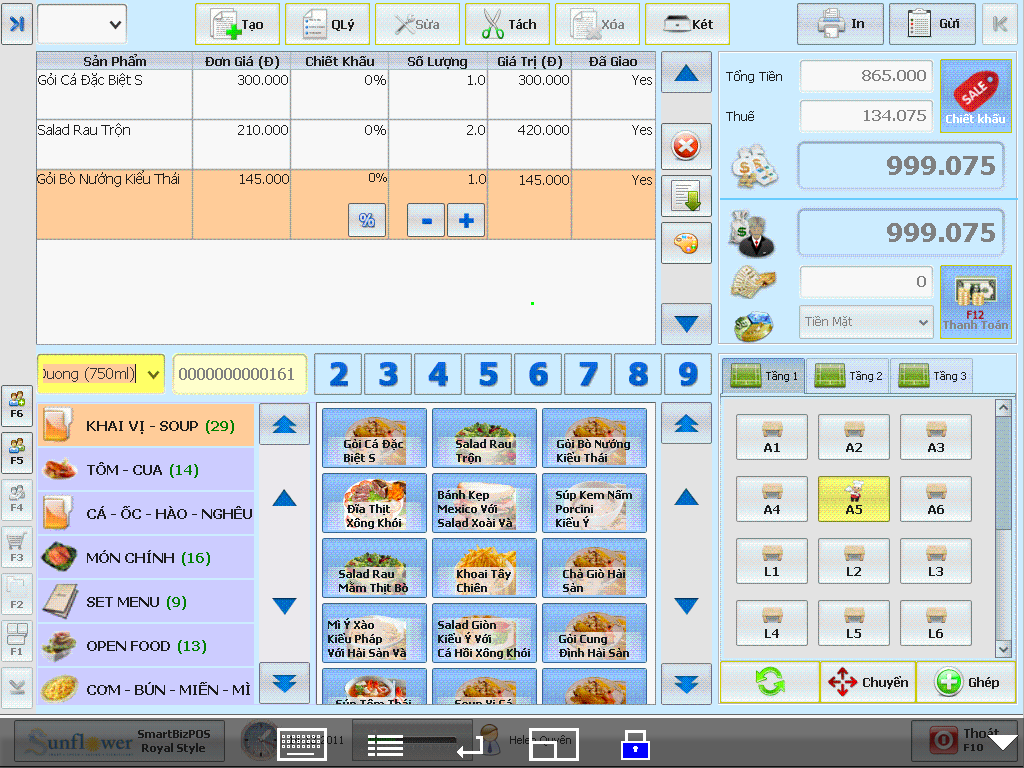 Tạo
QLý
Sửa
Tách
Xóa
Két
In
Gửi
Sản Phẩm Đơn Giá (Đ) Chiết Khấu Số Lượng Giá Trị (Đ) Đã Giao
Gỏi Cá Đặc Biệt S 300.000 0% 1.0 300.000 Yes
Salad Rau Trộn 210.000 0% 2.0 420.000 Yes
Gỏi Bò Nướng Kiểu Thái 145.000 0% 1.0 145.000 Yes
% - +
Tổng Tiền 865.000
Thuế 134.075
SALE
Chiết khấu
999.075
999.075
0
Tiền Mặt
F12
Thanh Toán
Duong (750ml)
0000000000161
2 3 4 5 6 7 8 9
Tầng 1 Tầng 2 Tầng 3
F6
F5
F4
F3
F2
F1
KHAI VỊ - SOUP (29)
TÔM - CUA (14)
CÁ - ỐC - HÀO - NGHÊU
MÓN CHÍNH (16)
SET MENU (9)
OPEN FOOD (13)
CƠM - BÚN - MIẾN - MÌ
Gỏi Cá Đặc
Biệt S
Salad Rau
Trộn
Gỏi Bò Nướng
Kiểu Thái
Đĩa Thịt
Xông Khói
Bánh Kẹp
Mexico Với
Salad Xoài Và
Súp Kem Nấm
Porcini
Kiểu Ý
Salad Rau
Mầm Thịt Bò
Khoai Tây
Chiên
Chả Giò Hải
Sản
Mì Ý Xào
Kiểu Pháp
Với Hải Sản Và
Salad Giòn
Kiểu Ý Với
Cá Hồi Xông Khói
Gỏi Cung
Đình Hải Sản
Súp Tôm Thái
Soup Vi Cá
A1 A2 A3
A4 A5 A6
L1 L2 L3
L4 L5 L6
Chuyển
Ghép
Sunflower
SmartBizPOS
Royal Style
2011
Helen Quyên
Thoát
F10